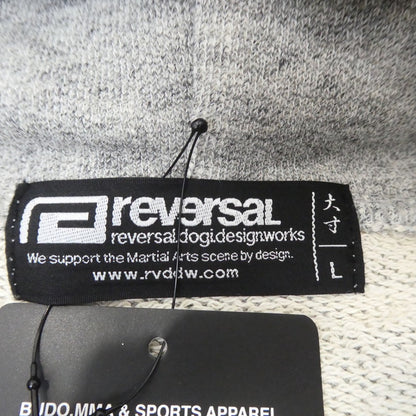 reversal
reversal.dogi.designworks
We support the Martial Arts scene by design.
www.rvddw.com
大寸
L
BUDO,MMA & SPORTS APPAREL